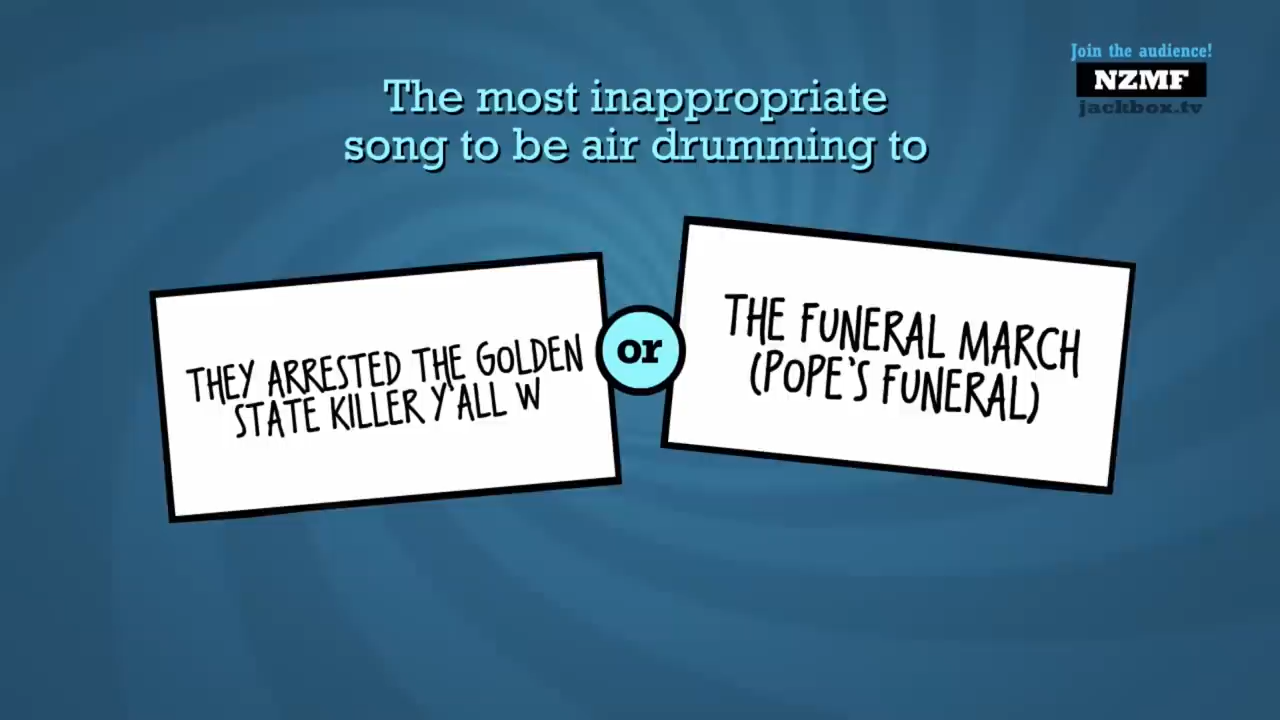 Join the audience!
NZMF
jackbox.tv
The most inappropriate
song to be air drumming to
THEY ARRESTED THE GOLDEN
STATE KILLER Y'ALL W
or
THE FUNERAL MARCH
(POPE'S FUNERAL)